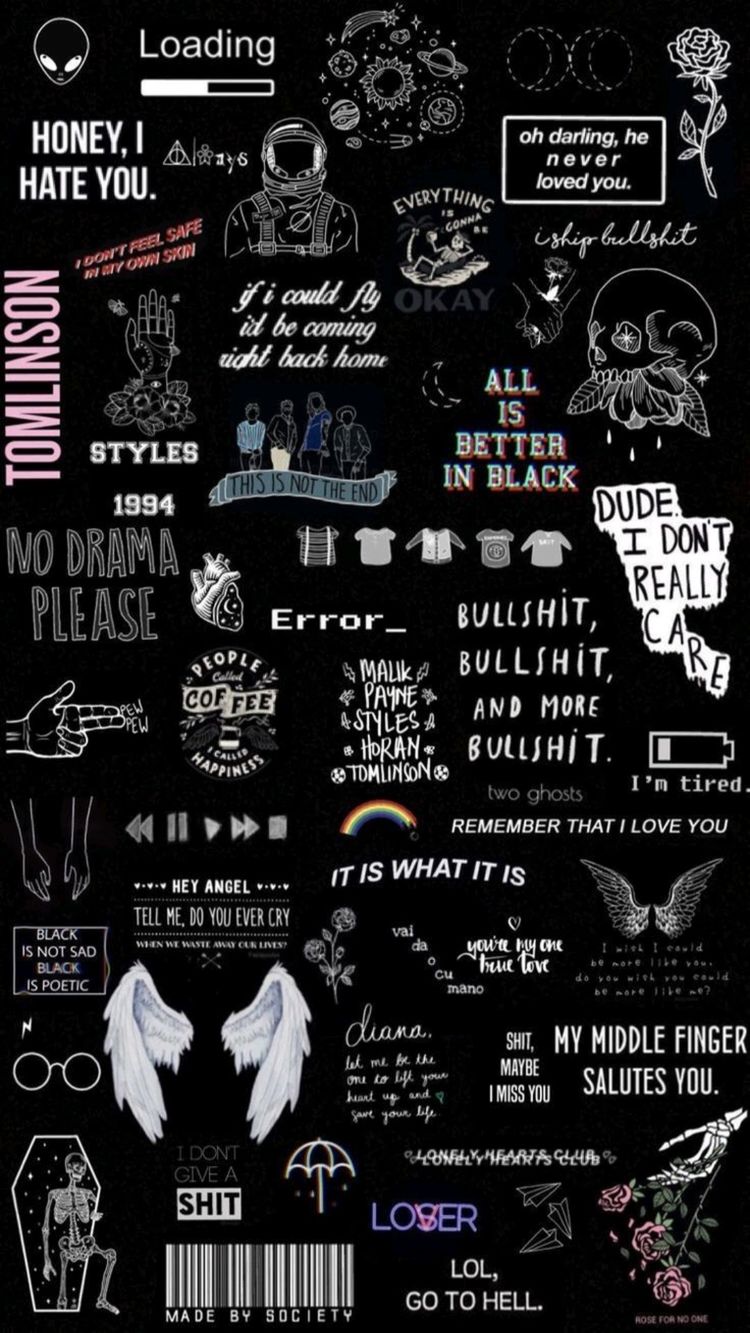 Loading
HONEY, I
HATE YOU.
ays
oh darling, he
never
loved you.
EVERYTHING
IS
GONNA
BE
OKAY
i ship bullshit
I DON'T FEEL SAFE
IN MY OWN SKIN
TOMLINSON
if i could fly
id be coming
right back home
ALL
IS
BETTER
IN BLACK
STYLES
1994
THIS IS NOT THE END
DUDE.
I DON'T
REALLY
CARE
NO DRAMA
PLEASE
Error_
BULLSHIT,
BULLSHIT,
AND MORE
BULLSHIT.
PEOPLE
Called
COFFEE
I CALLED
HAPPINESS
MALIK
PAYNE
STYLES
HORAN
TOMLINSON
PEW
PEW
I'm tired.
two ghosts
REMEMBER THAT I LOVE YOU
IT IS WHAT IT IS
HEY ANGEL
TELL ME, DO YOU EVER CRY
WHEN WE WASTE AWAY OUR LIVES?
BLACK
IS NOT SAD
BLACK
IS POETIC
vai
da
o
cu
mano
you're my one
true love
I wish I could
be more like you.
do you wish you could
be more like me?
diana,
let me be the
one to lift your
heart up and
save your life.
SHIT,
MAYBE
I MISS YOU
MY MIDDLE FINGER
SALUTES YOU.
I DONT
GIVE A
SHIT
LONELY HEARTS CLUB
LONELY HEARTS CLUB
LOSER
LOL,
GO TO HELL.
MADE BY SOCIETY
ROSE FOR NO ONE